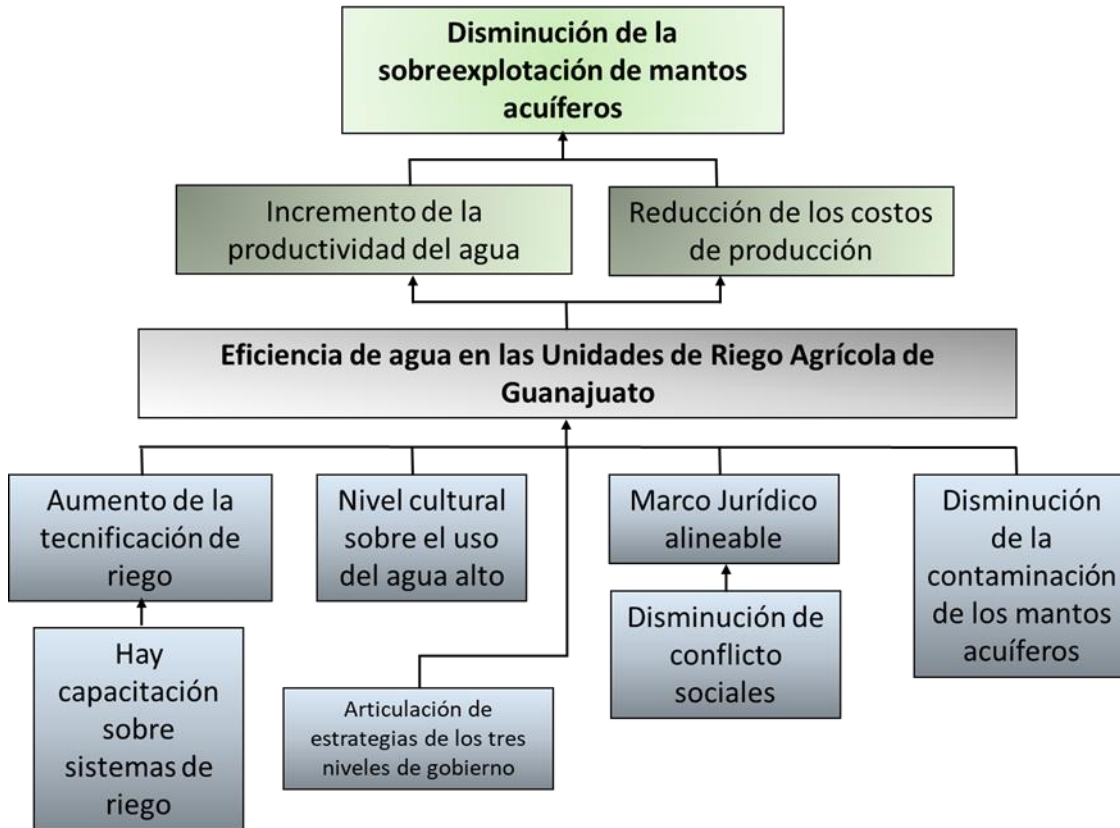 Disminución de la
sobreexplotación de mantos
acuíferos
Incremento de la
productividad del agua
Reducción de los costos
de producción
Eficiencia de agua en las Unidades de Riego Agrícola de
Guanajuato
Aumento de la
tecnificación de
riego
Nivel cultural
sobre el uso
del agua alto
Marco Jurídico
alineable
Disminución
de la
contaminación
de los mantos
acuíferos
Hay
capacitación
sobre
sistemas de
riego
Articulación de
estrategias de los tres
niveles de gobierno
Disminución de
conflicto
sociales